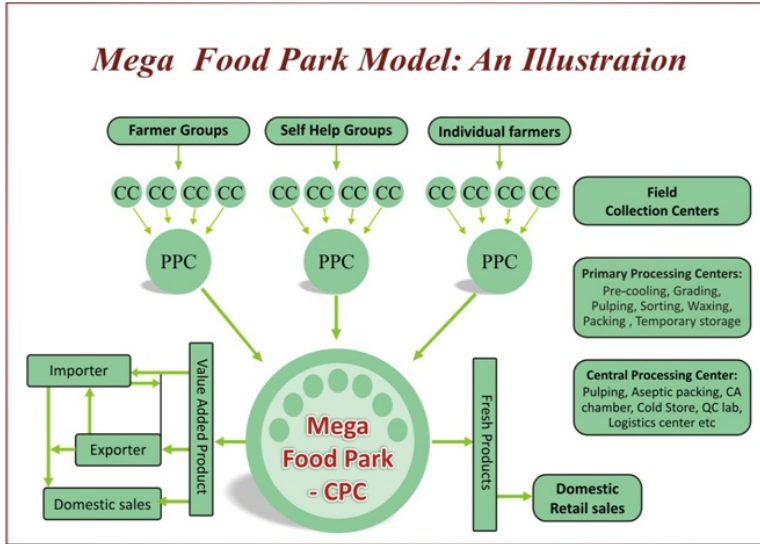 Mega Food Park Model: An Illustration
Farmer Groups
Self Help Groups
Individual farmers
CC CC CC CC
CC CC CC CC
CC CC CC CC
Field
Collection Centers
PPC
PPC
PPC
Primary Processing Centers:
Pre-cooling, Grading,
Pulping, Sorting, Waxing,
Packing , Temporary storage
Importer
Exporter
Domestic sales
Value Added Product
Mega
Food Park
- CPC
Fresh Products
Central Processing Center:
Pulping, Aseptic packing, CA
chamber, Cold Store, QC lab,
Logistics center etc
Domestic
Retail sales